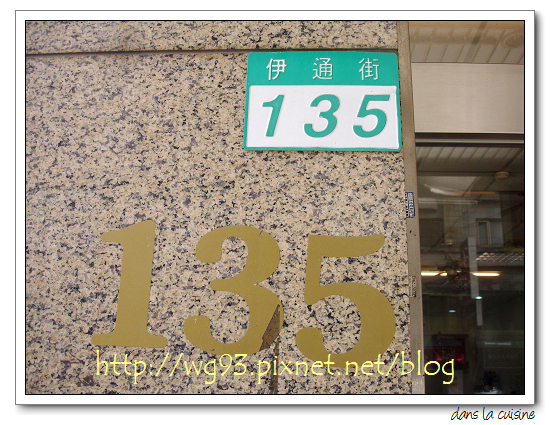 伊通街
135
135
http://wg93.pixnet.net/blog
dans la cuisine